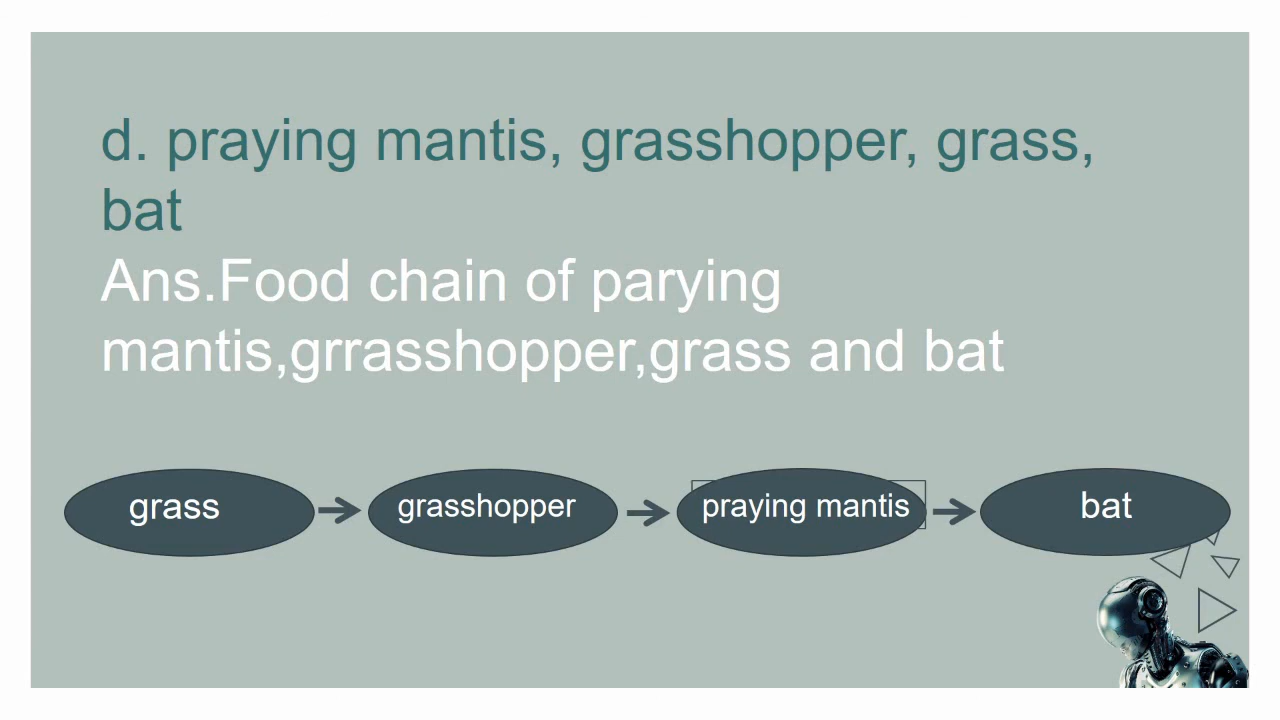 d. praying mantis, grasshopper, grass,
bat
Ans.Food chain of parying
mantis,grrasshopper,grass and bat
grass grasshopper praying mantis bat